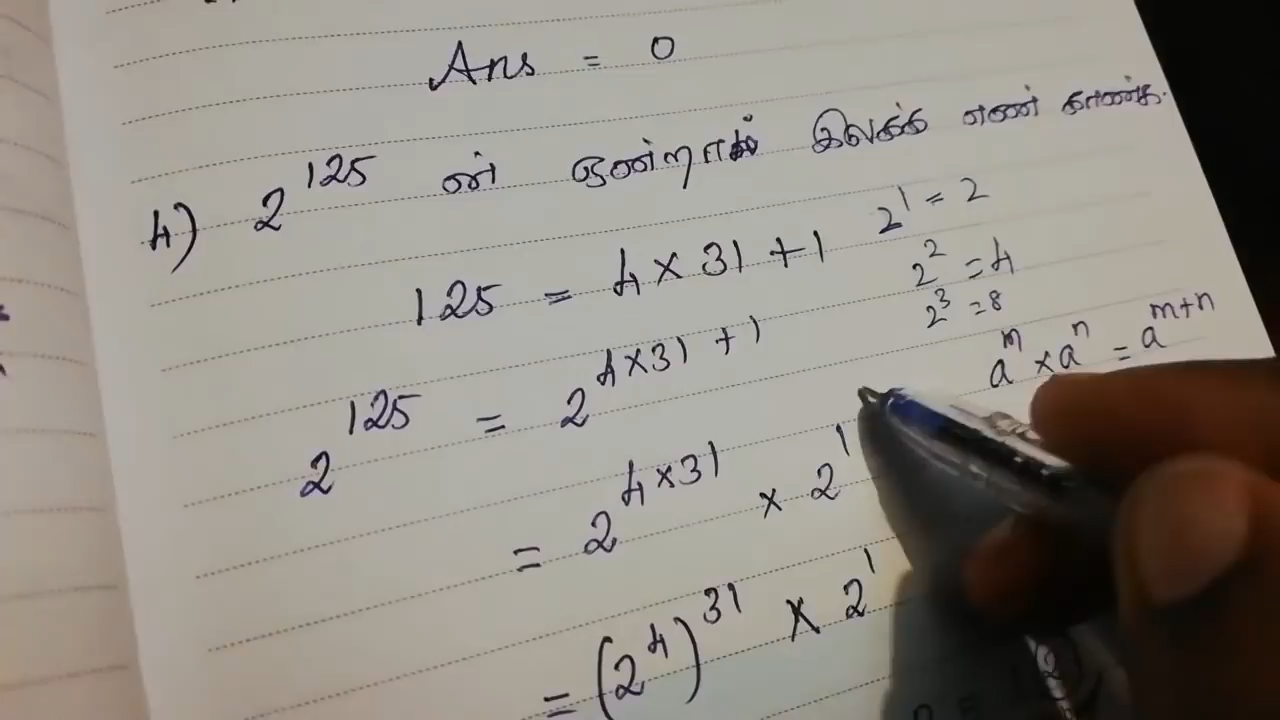 Ans = 0
4) 2^125 ன் ஒன்றாம் இலக்க எண் காண்க.
125 = 4 × 31 + 1
2^1 = 2
2^2 = 4
2^3 = 8
a^m × a^n = a^m+n
2^125 = 2^4×31+1
= 2^4×31 × 2^1
= (2^4)^31 × 2^1